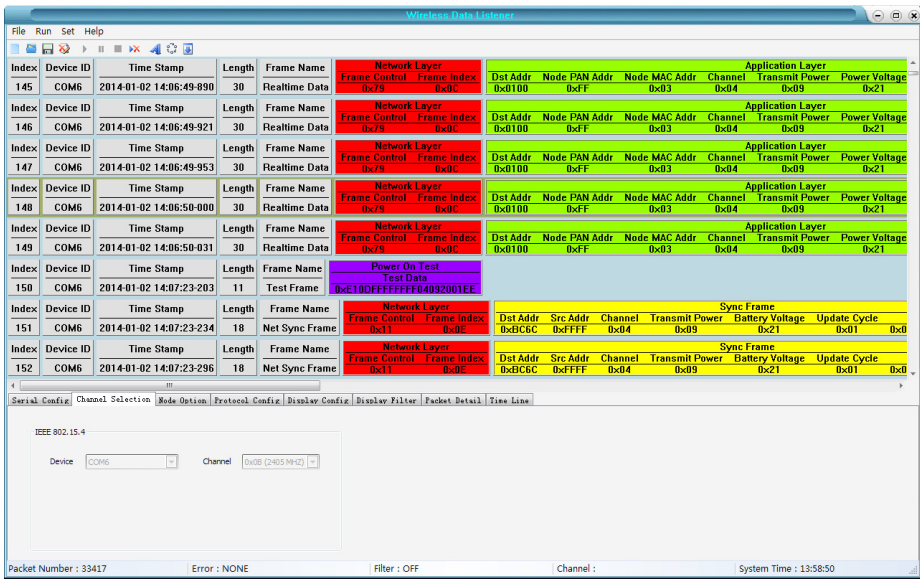 Wireless Data Listener
File Run Set Help
Index Device ID Time Stamp Length Frame Name Network Layer Application Layer
Frame Control Frame Index Dst Addr Node PAN Addr Node MAC Addr Channel Transmit Power Power Voltage
145 COM6 2014-01-02 14:06:49-890 30 Realtime Data 0x79 0x0C 0x0100 0xFF 0x03 0x04 0x09 0x21
Index Device ID Time Stamp Length Frame Name Network Layer Application Layer
Frame Control Frame Index Dst Addr Node PAN Addr Node MAC Addr Channel Transmit Power Power Voltage
146 COM6 2014-01-02 14:06:49-921 30 Realtime Data 0x79 0x0C 0x0100 0xFF 0x03 0x04 0x09 0x21
Index Device ID Time Stamp Length Frame Name Network Layer Application Layer
Frame Control Frame Index Dst Addr Node PAN Addr Node MAC Addr Channel Transmit Power Power Voltage
147 COM6 2014-01-02 14:06:49-953 30 Realtime Data 0x79 0x0C 0x0100 0xFF 0x03 0x04 0x09 0x21
Index Device ID Time Stamp Length Frame Name Network Layer Application Layer
Frame Control Frame Index Dst Addr Node PAN Addr Node MAC Addr Channel Transmit Power Power Voltage
148 COM6 2014-01-02 14:06:50-000 30 Realtime Data 0x79 0x0C 0x0100 0xFF 0x03 0x04 0x09 0x21
Index Device ID Time Stamp Length Frame Name Network Layer Application Layer
Frame Control Frame Index Dst Addr Node PAN Addr Node MAC Addr Channel Transmit Power Power Voltage
149 COM6 2014-01-02 14:06:50-031 30 Realtime Data 0x79 0x0C 0x0100 0xFF 0x03 0x04 0x09 0x21
Index Device ID Time Stamp Length Frame Name Power On Test
Test Data
150 COM6 2014-01-02 14:07:23-203 11 Test Frame 0xE10DFFFFFFFF04092001EE
Index Device ID Time Stamp Length Frame Name Network Layer Sync Frame
Frame Control Frame Index Dst Addr Src Addr Channel Transmit Power Battery Voltage Update Cycle
151 COM6 2014-01-02 14:07:23-234 18 Net Sync Frame 0x11 0x0E 0xBC6C 0xFFFF 0x04 0x09 0x21 0x01 0x0
Index Device ID Time Stamp Length Frame Name Network Layer Sync Frame
Frame Control Frame Index Dst Addr Src Addr Channel Transmit Power Battery Voltage Update Cycle
152 COM6 2014-01-02 14:07:23-296 18 Net Sync Frame 0x11 0x0E 0xBC6C 0xFFFF 0x04 0x09 0x21 0x01 0x0
Serial Config Channel Selection Node Option Protocol Config Display Config Display Filter Packet Detail Time Line
IEEE 802.15.4
Device COM6 Channel 0x0B (2405 MHZ)
Packet Number : 33417 Error : NONE Filter : OFF Channel : System Time : 13:58:50